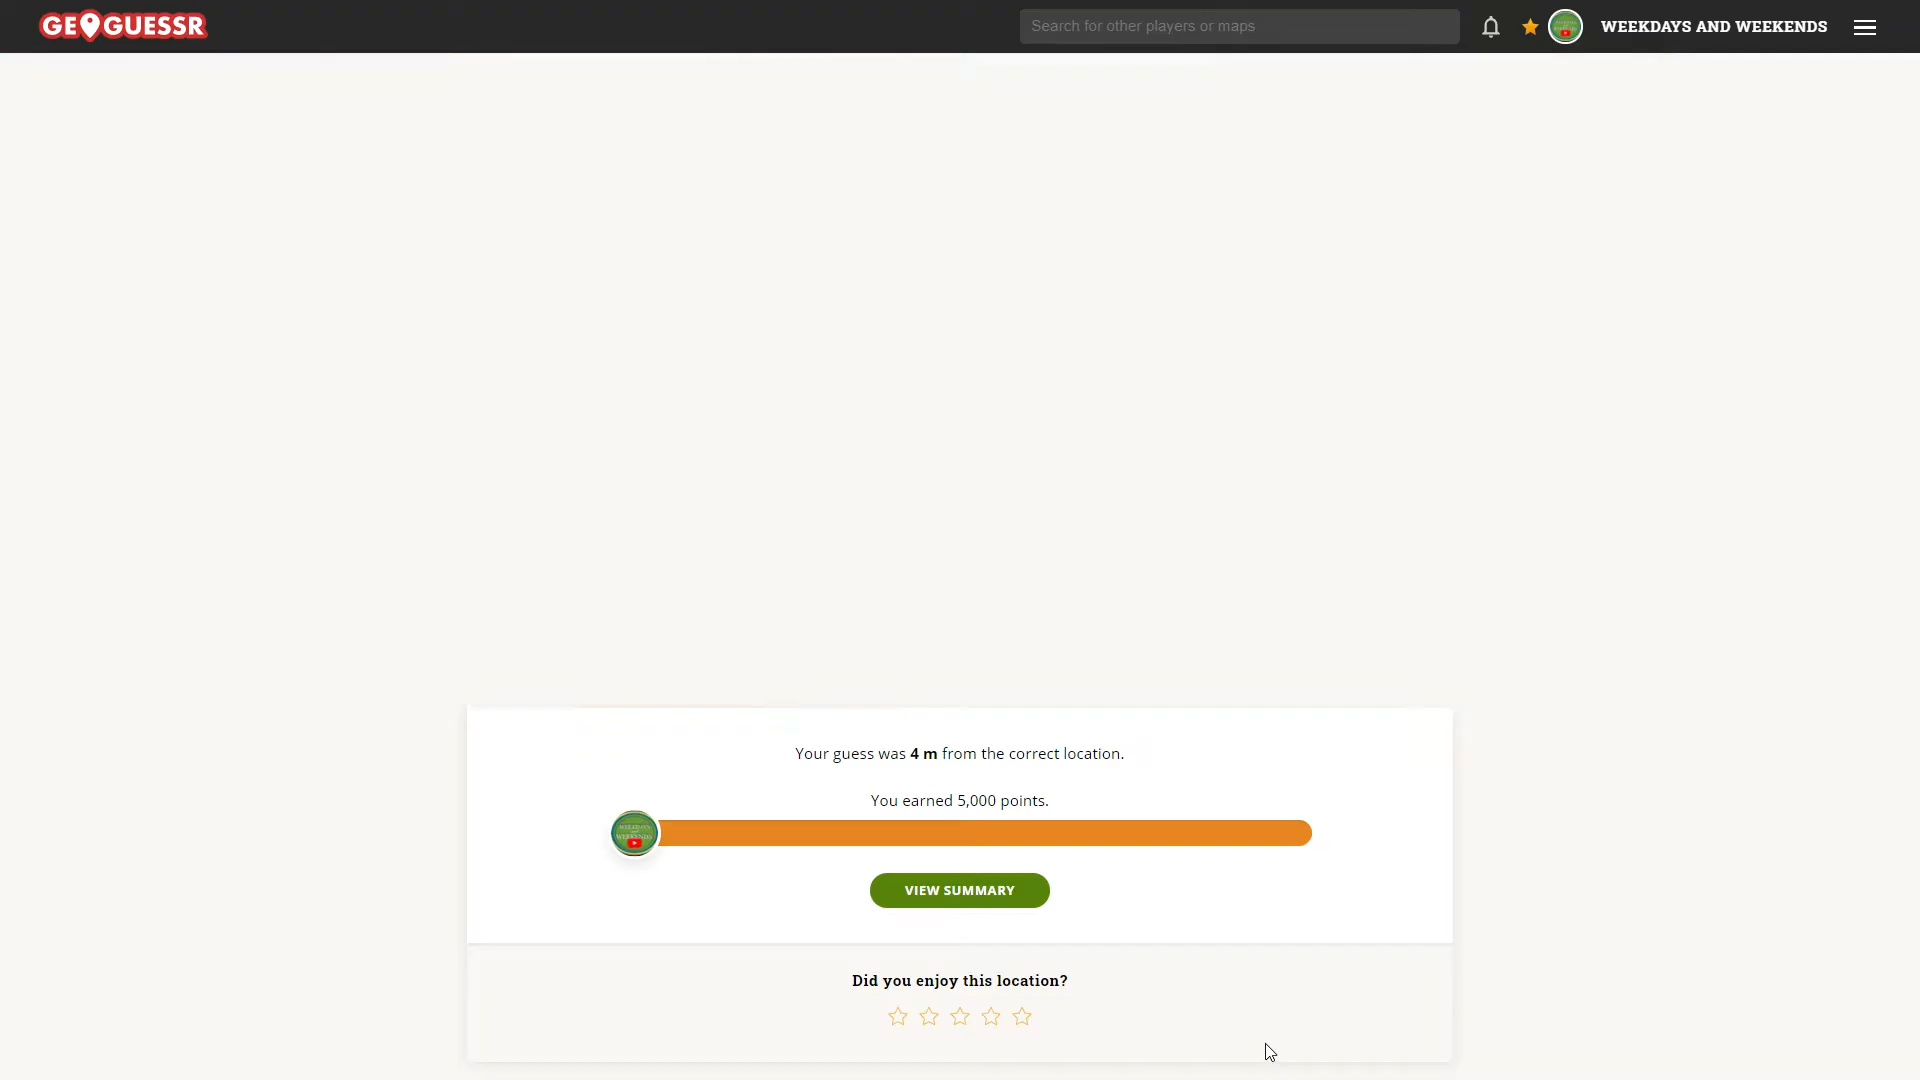 GEOGUESSR
Search for other players or maps
WEEKDAYS AND WEEKENDS
Your guess was 4 m from the correct location.
You earned 5,000 points.
VIEW SUMMARY
Did you enjoy this location?